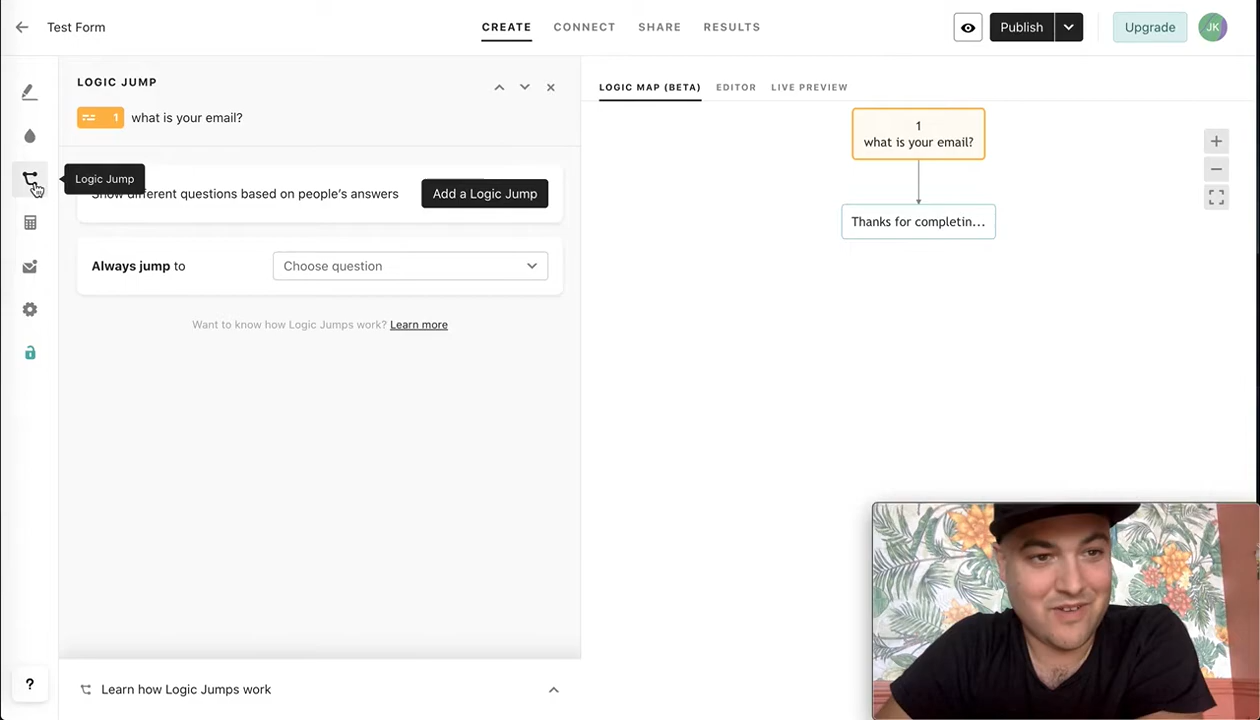 Test Form
CREATE CONNECT SHARE RESULTS
Publish
Upgrade
JK
LOGIC JUMP
1 what is your email?
LOGIC MAP (BETA) EDITOR LIVE PREVIEW
1
what is your email?
Logic Jump
Show different questions based on people's answers
Add a Logic Jump
Thanks for completin...
Always jump to
Choose question
Want to know how Logic Jumps work? Learn more
?
Learn how Logic Jumps work